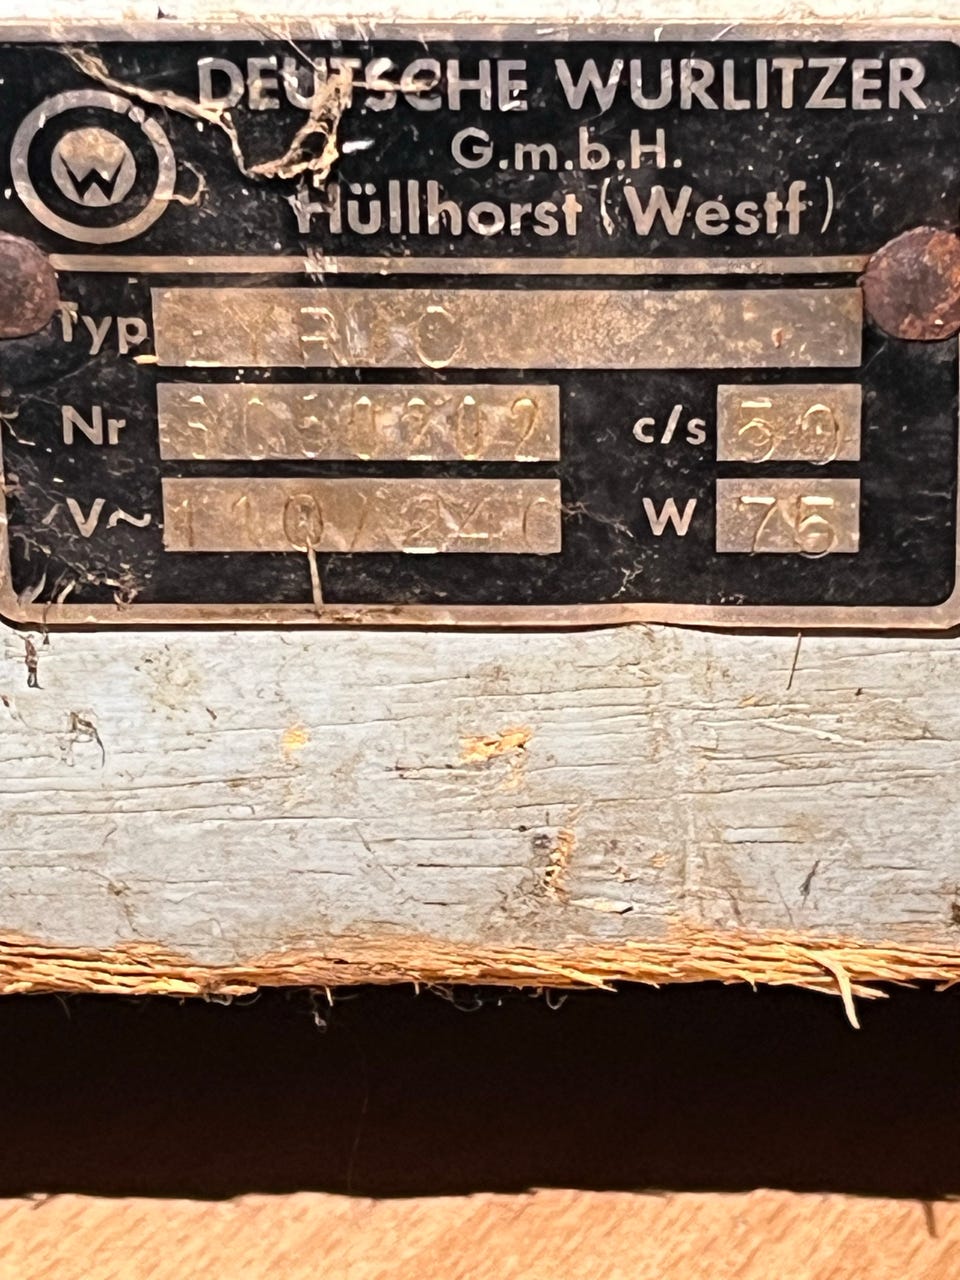 DEUTSCHE WURLITZER
G.m.b.H.
Hüllhorst (Westf)
W
Typ
Nr
c/s 50
V~ 110/240
W 75